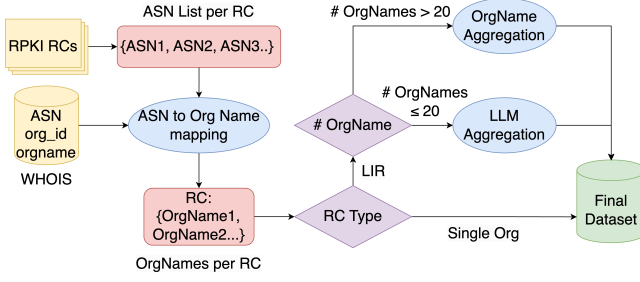 ASN List per RC
RPKI RCs
{ASN1, ASN2, ASN3..}
ASN
org_id
orgname
WHOIS
ASN to Org Name
mapping
RC:
{OrgName1,
OrgName2...}
OrgNames per RC
# OrgNames > 20
OrgName
Aggregation
# OrgName
# OrgNames
≤ 20
LLM
Aggregation
LIR
RC Type
Single Org
Final
Dataset